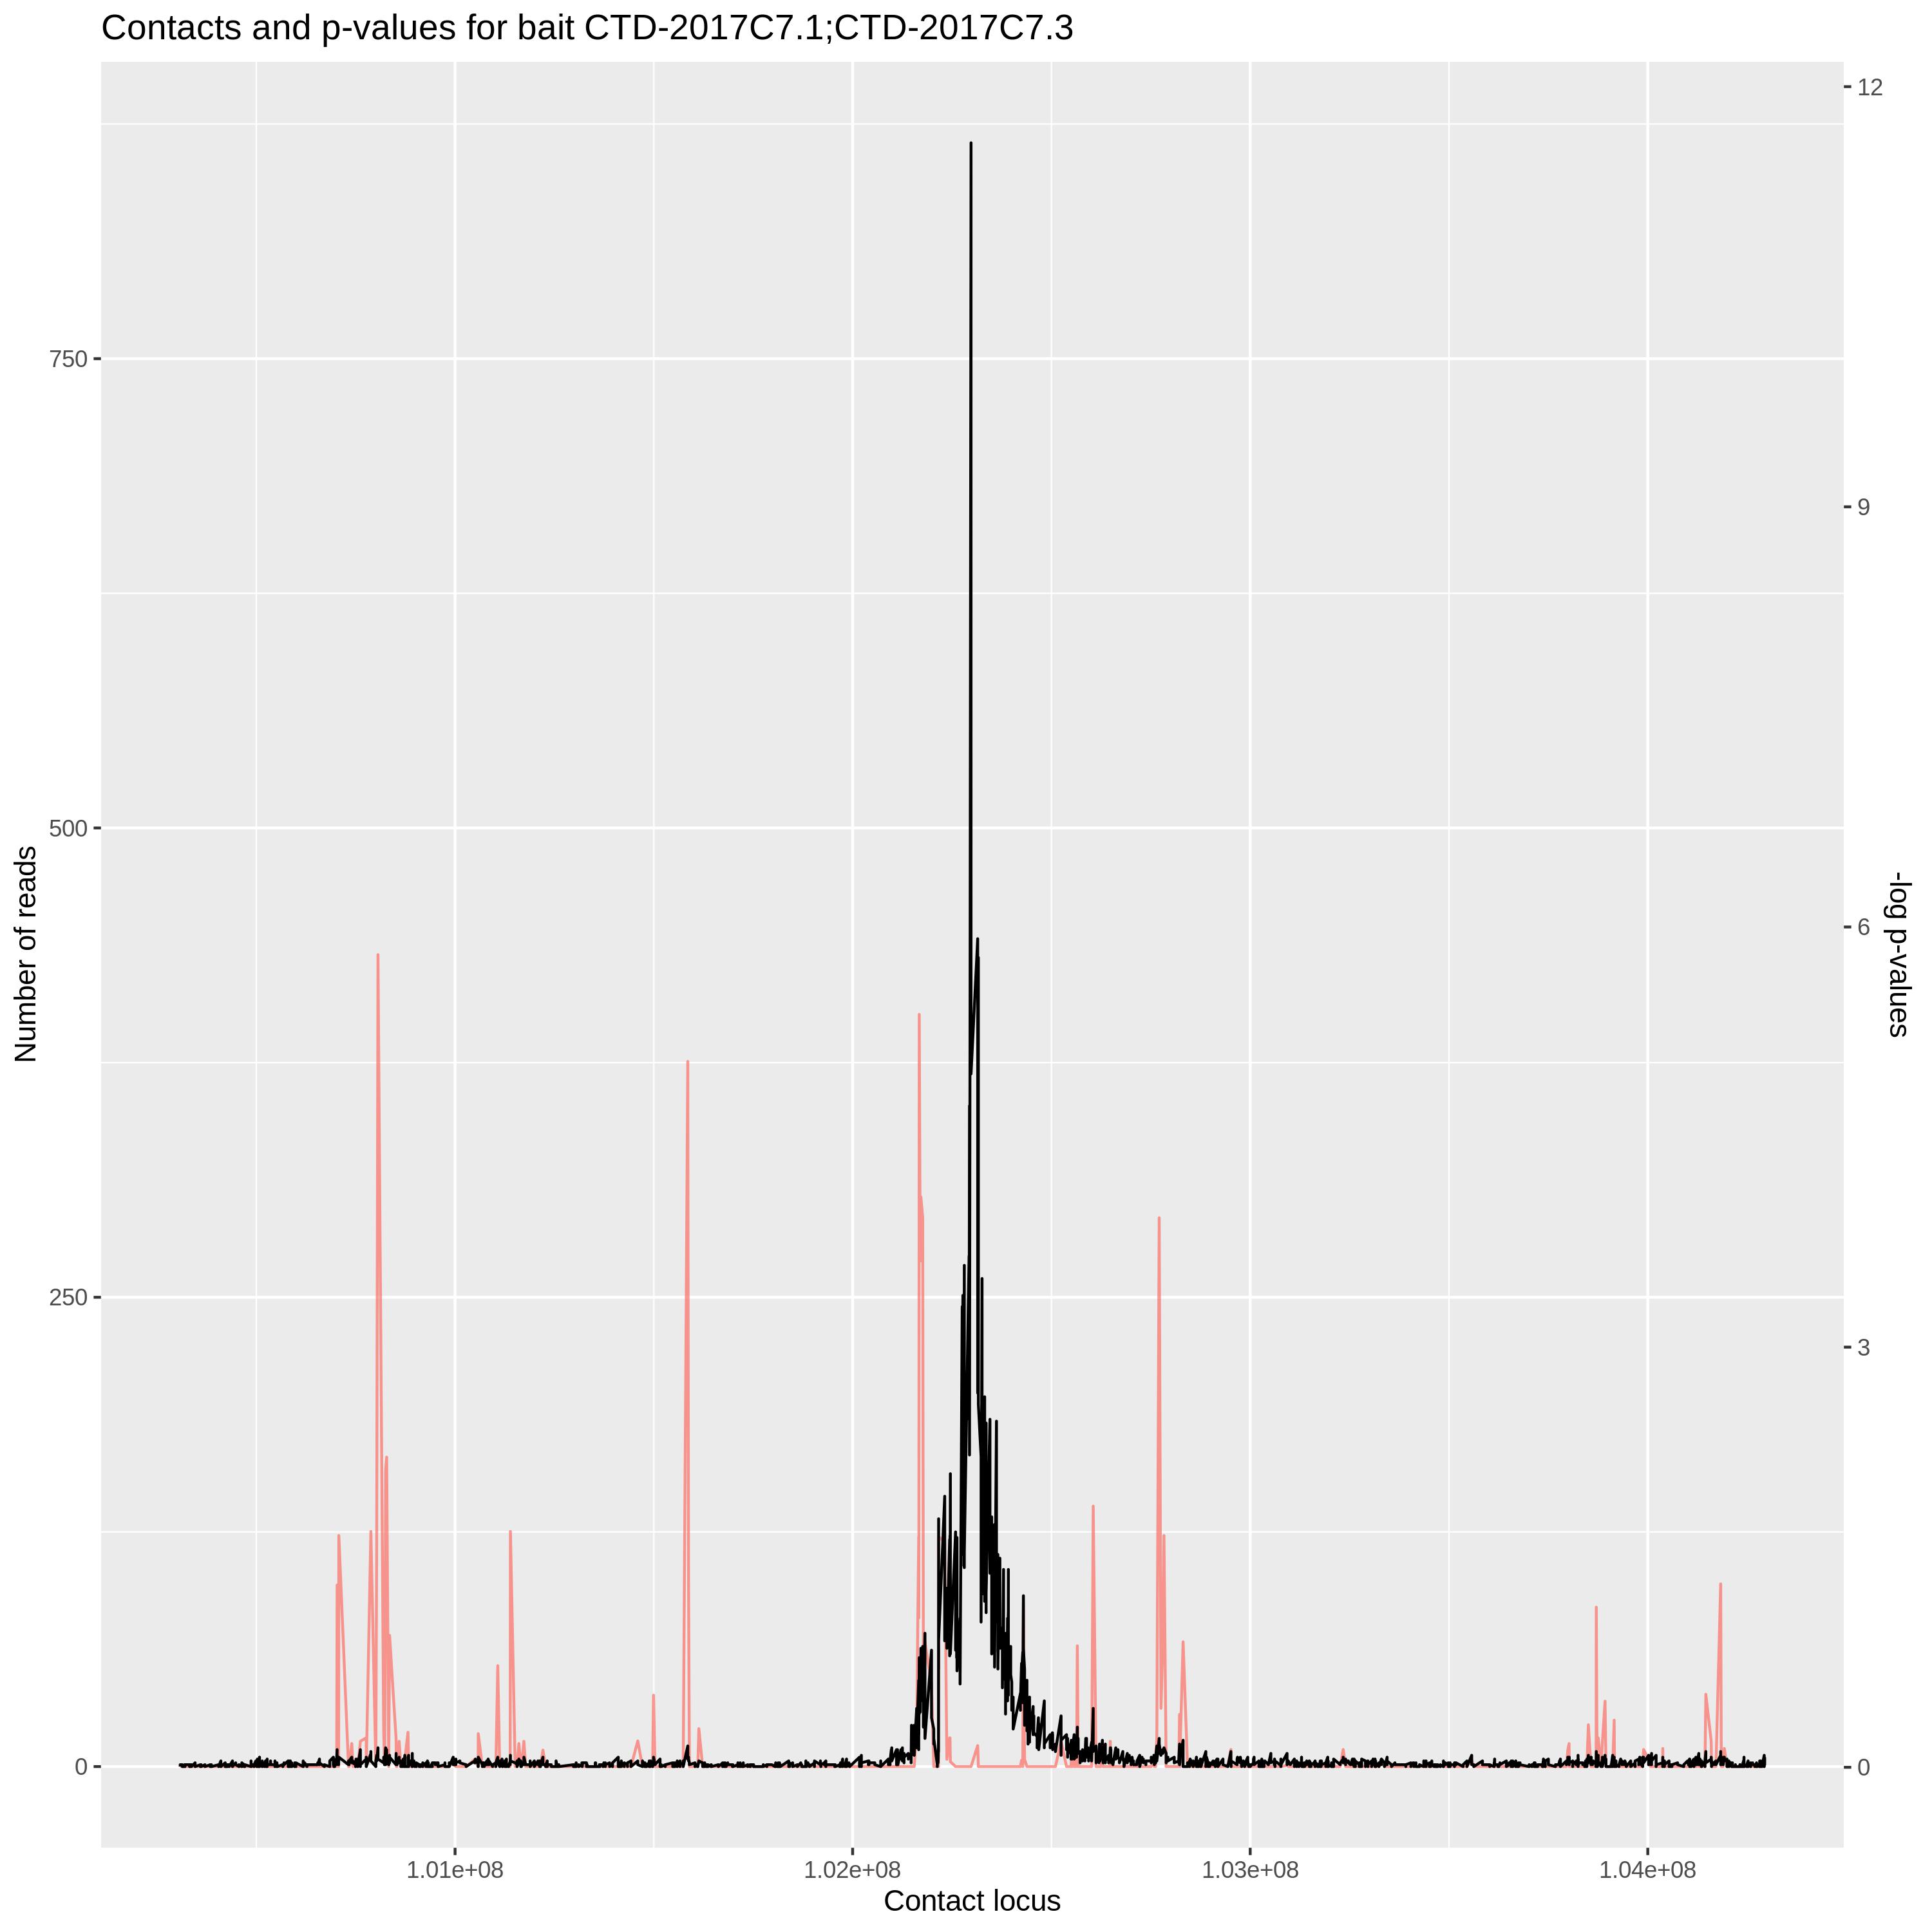 Contacts and p-values for bait CTD-2017C7.1;CTD-2017C7.3
12
9
6
3
0
750
500
250
0
Number of reads
-log p-values
1.01e+08 1.02e+08 1.03e+08 1.04e+08
Contact locus